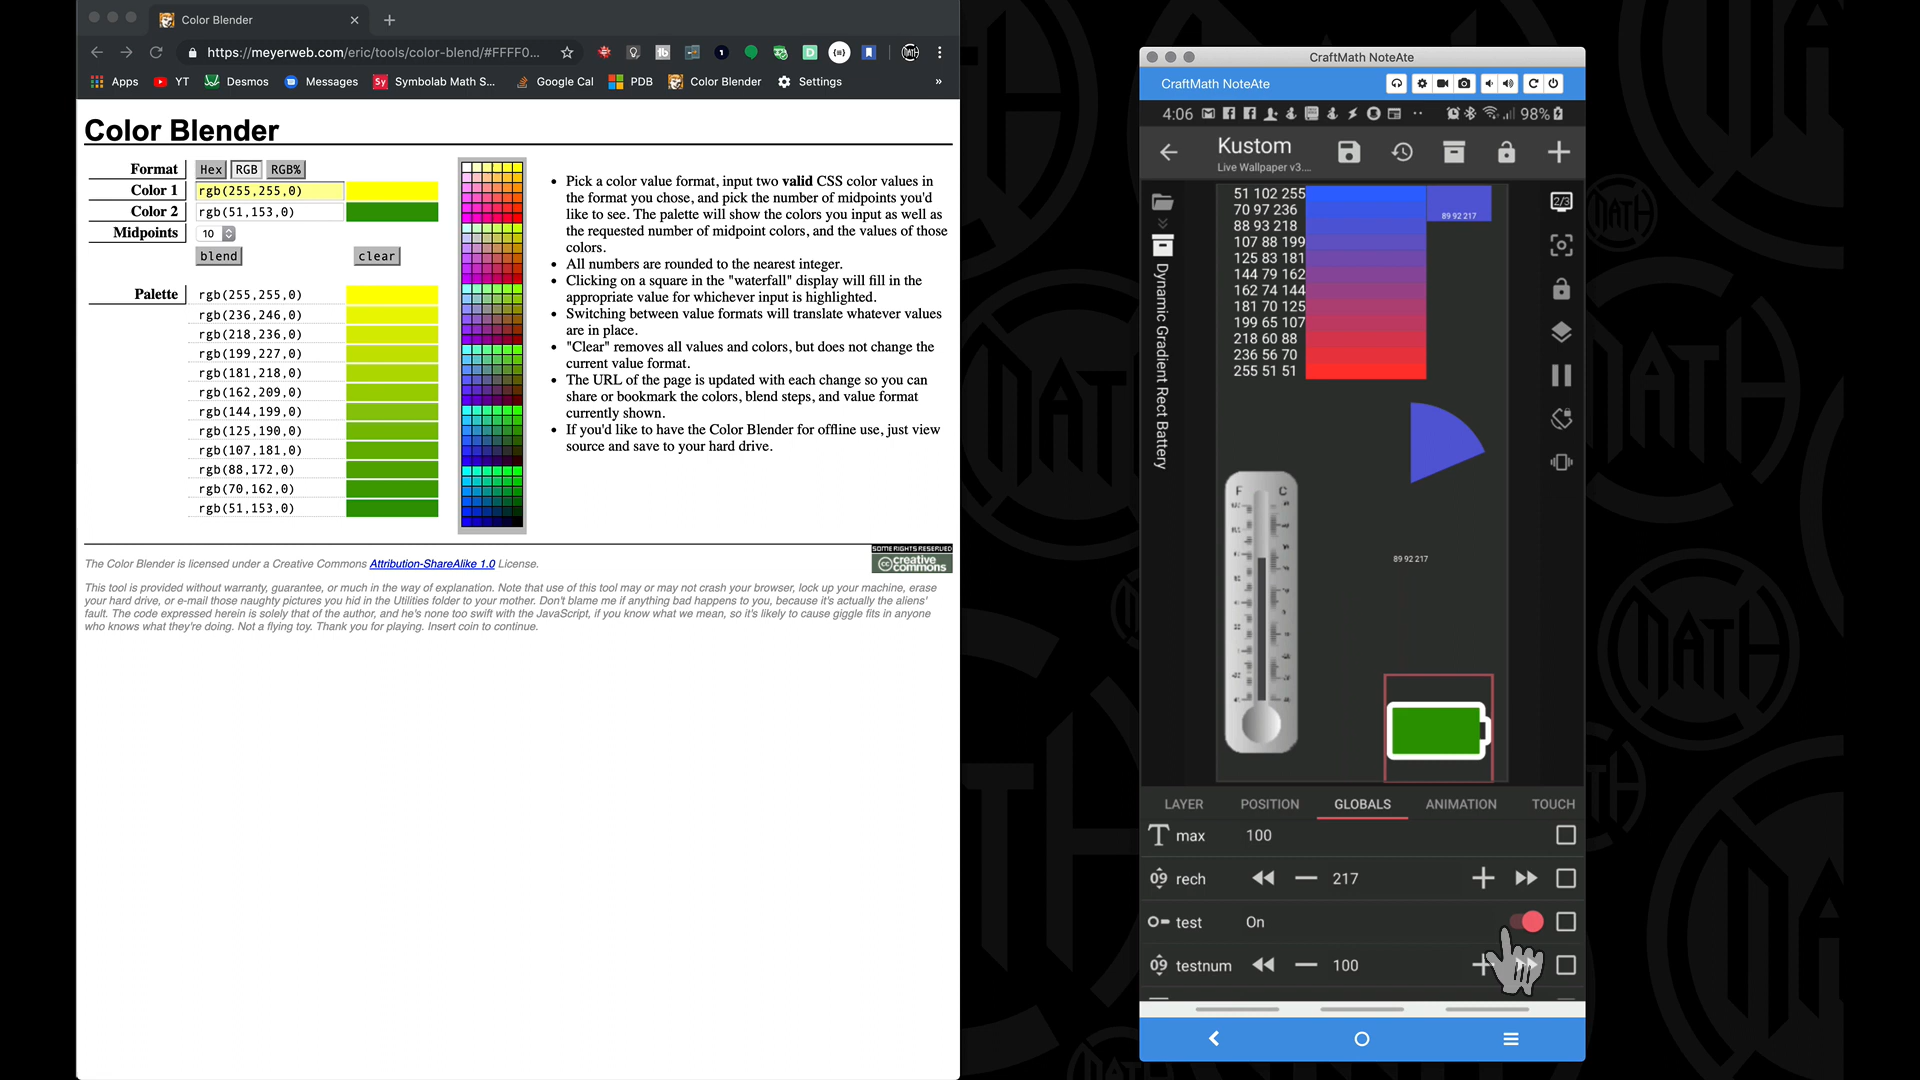 Color Blender
https://meyerweb.com/eric/tools/color-blend/#FFFF0...
Apps YT Desmos Messages Symbolab Math S... Google Cal PDB Color Blender Settings »
Color Blender
Format Hex RGB RGB%
Color 1 rgb(255,255,0)
Color 2 rgb(51,153,0)
Midpoints 10
blend clear
Palette rgb(255,255,0)
rgb(236,246,0)
rgb(218,236,0)
rgb(199,227,0)
rgb(181,218,0)
rgb(162,209,0)
rgb(144,199,0)
rgb(125,190,0)
rgb(107,181,0)
rgb(88,172,0)
rgb(70,162,0)
rgb(51,153,0)
• Pick a color value format, input two valid CSS color values in
the format you chose, and pick the number of midpoints you'd
like to see. The palette will show the colors you input as well as
the requested number of midpoint colors, and the values of those
colors.
• All numbers are rounded to the nearest integer.
• Clicking on a square in the "waterfall" display will fill in the
appropriate value for whichever input is highlighted.
• Switching between value formats will translate whatever values
are in place.
• "Clear" removes all values and colors, but does not change the
current value format.
• The URL of the page is updated with each change so you can
share or bookmark the colors, blend steps, and value format
currently shown.
• If you'd like to have the Color Blender for offline use, just view
source and save to your hard drive.
The Color Blender is licensed under a Creative Commons Attribution-ShareAlike 1.0 License.
SOME RIGHTS RESERVED
creative commons
This tool is provided without warranty, guarantee, or much in the way of explanation. Note that use of this tool may or may not crash your browser, lock up your machine, erase
your hard drive, or e-mail those naughty pictures you hid in the Utilities folder to your mother. Don't blame me if anything bad happens to you, because it's actually the aliens'
fault. The code expressed herein is solely that of the author, and he's none too swift with the JavaScript, if you know what we mean, so it's likely to cause giggle fits in anyone
who knows what they're doing. Not a flying toy. Thank you for playing. Insert coin to continue.
CraftMath NoteAte
CraftMath NoteAte
4:06 98%
Kustom
Live Wallpaper v3....
Dynamic Gradient Rect Battery
2/3
51 102 255
70 97 236
88 93 218
107 88 199
125 83 181
144 79 162
162 74 144
181 70 125
199 65 107
218 60 88
236 56 70
255 51 51
89 92 217
F C
89 92 217
LAYER POSITION GLOBALS ANIMATION TOUCH
max 100
09 rech 217
test On
09 testnum 100